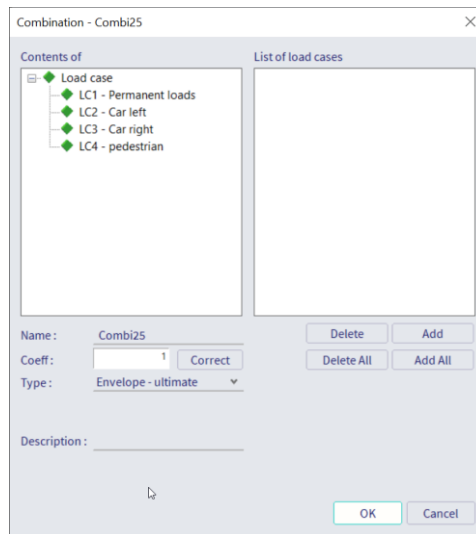 Combination - Combi25
Contents of
Load case
LC1 - Permanent loads
LC2 - Car left
LC3 - Car right
LC4 - pedestrian
List of load cases
Name :
Combi25
Coeff :
1
Correct
Type :
Envelope - ultimate
Description :
Delete
Add
Delete All
Add All
OK
Cancel